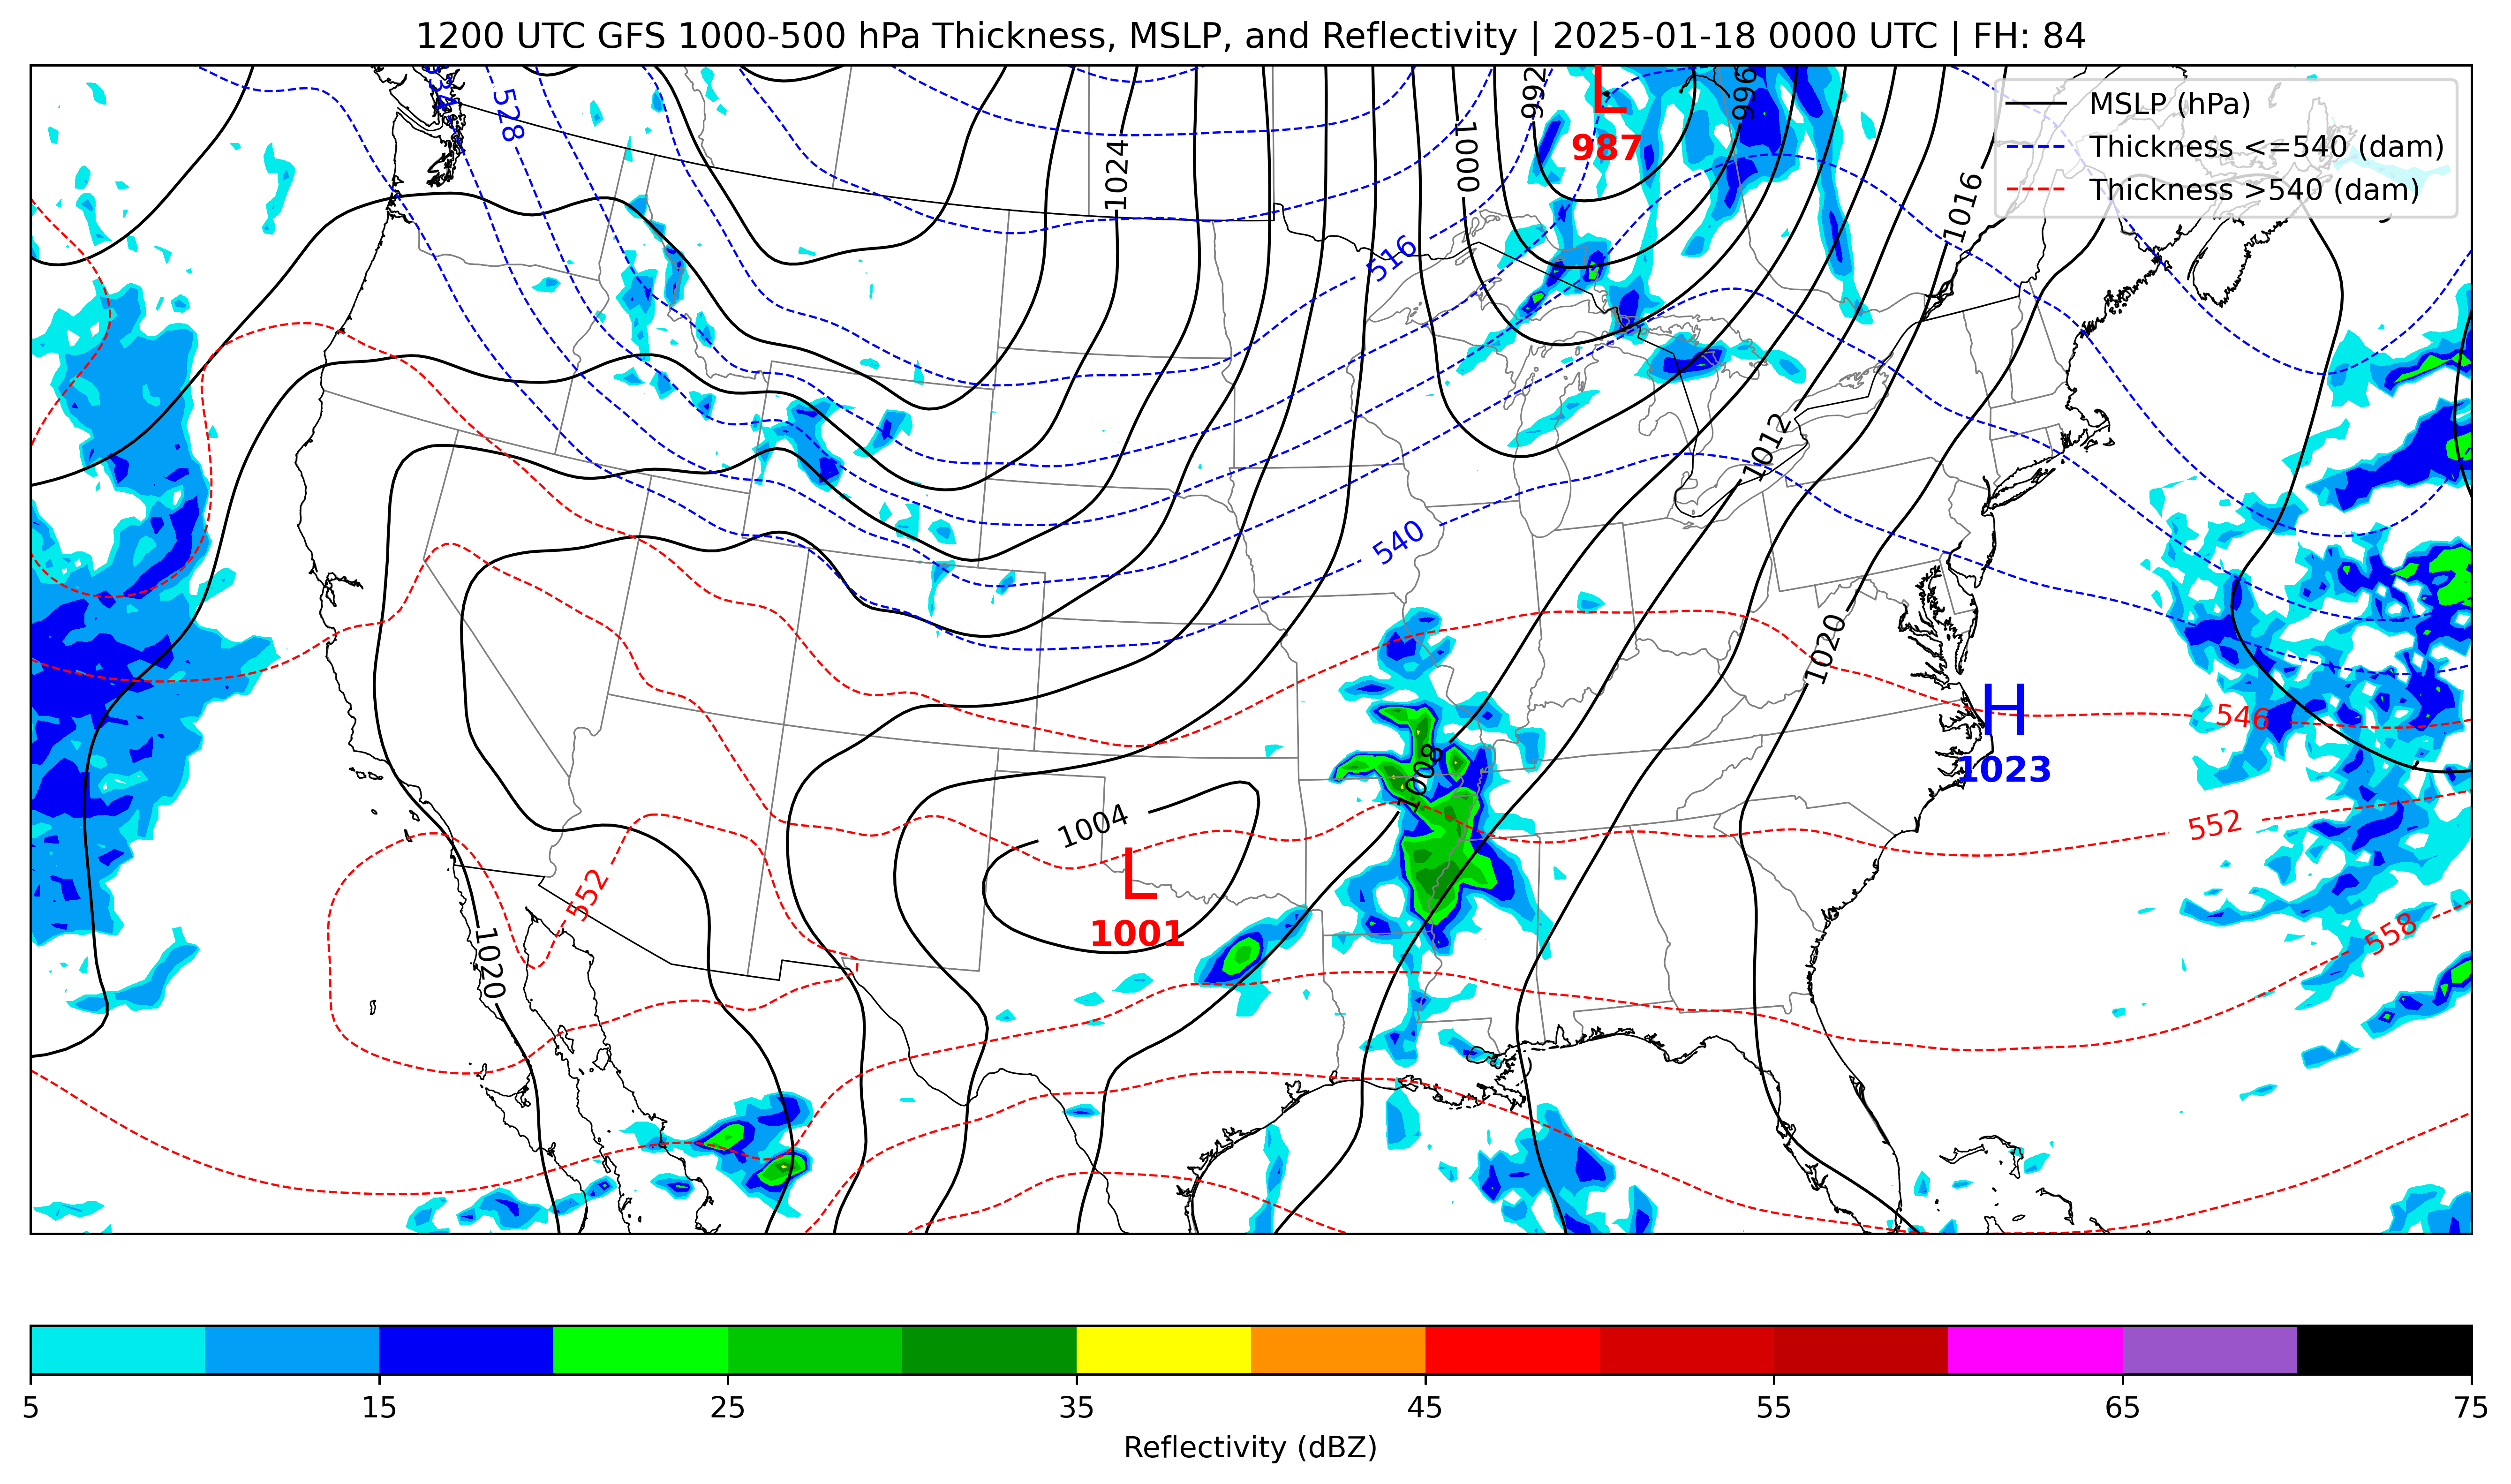 1200 UTC GFS 1000-500 hPa Thickness, MSLP, and Reflectivity | 2025-01-18 0000 UTC | FH: 84
MSLP (hPa)
Thickness <=540 (dam)
Thickness >540 (dam)
528
992
L
987
996
1000
1024
1016
516
1012
540
1020
H
1023
546
1008
1004
L
1001
552
552
558
1020
5 15 25 35 45 55 65 75
Reflectivity (dBZ)